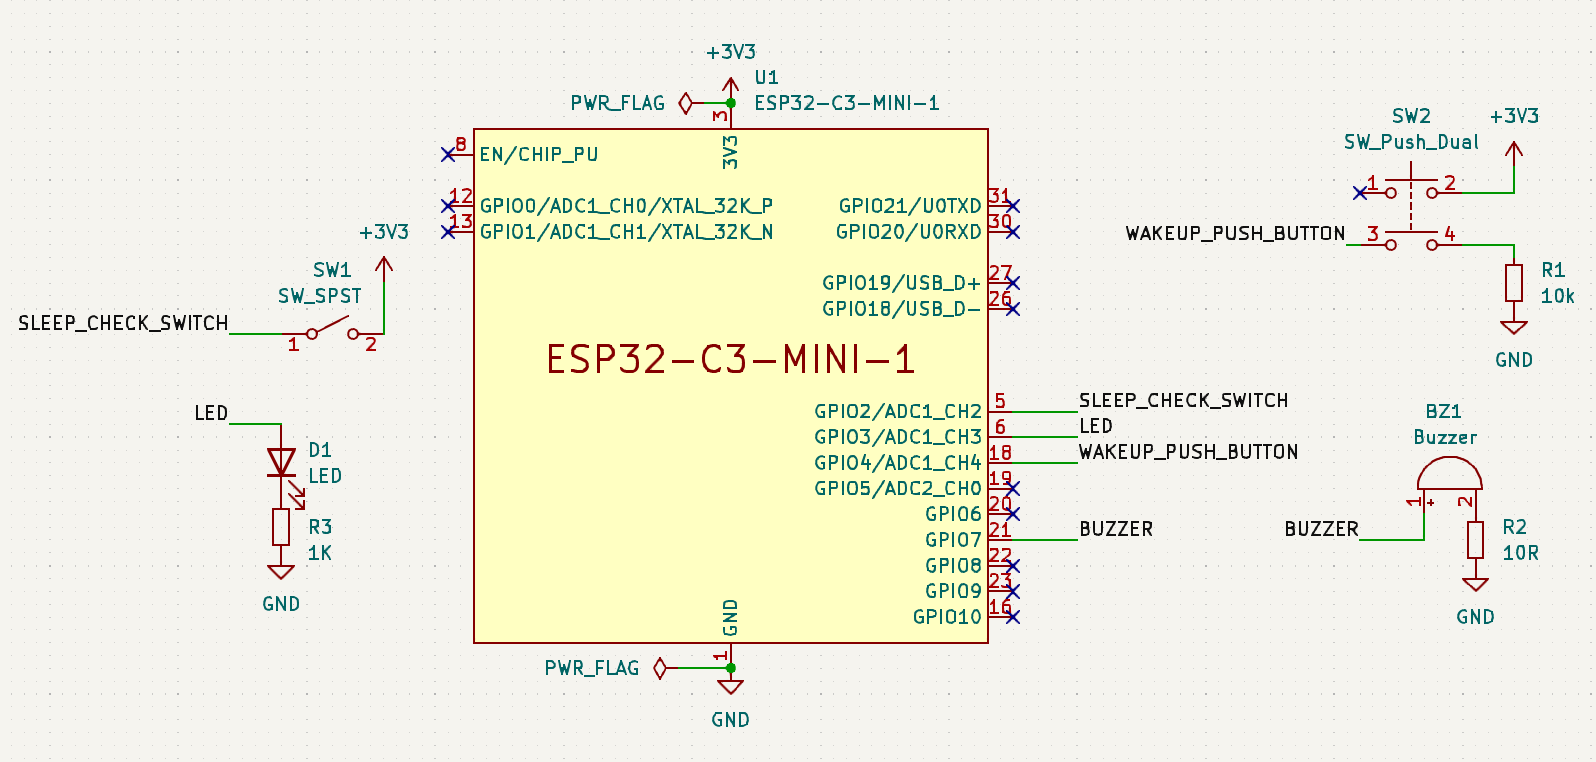 +3V3
PWR_FLAG
U1
ESP32-C3-MINI-1
3
3V3
8
EN/CHIP_PU
12
GPIO0/ADC1_CH0/XTAL_32K_P
13
GPIO1/ADC1_CH1/XTAL_32K_N
GPIO21/U0TXD
31
GPIO20/U0RXD
30
GPIO19/USB_D+
27
GPIO18/USB_D-
26
ESP32-C3-MINI-1
GPIO2/ADC1_CH2
5
SLEEP_CHECK_SWITCH
GPIO3/ADC1_CH3
6
LED
GPIO4/ADC1_CH4
18
WAKEUP_PUSH_BUTTON
GPIO5/ADC2_CH0
19
GPIO6
20
GPIO7
21
BUZZER
GPIO8
22
GPIO9
23
GPIO10
16
GND
1
PWR_FLAG
GND
+3V3
SW1
SW_SPST
SLEEP_CHECK_SWITCH
1
2
LED
D1
LED
R3
1K
GND
SW2
SW_Push_Dual
+3V3
1
2
WAKEUP_PUSH_BUTTON
3
4
R1
10k
GND
BZ1
Buzzer
1
+
2
BUZZER
R2
10R
GND